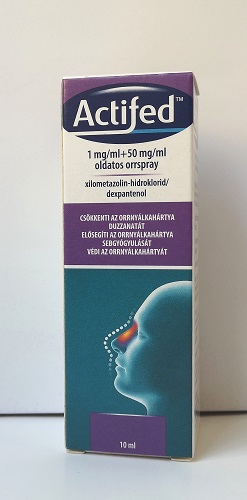 Actifed™
1 mg/ml+50 mg/ml
oldatos orrspray
xilometazolin-hidroklorid/
dexpantenol
CSÖKKENTI AZ ORRNYÁLKAHÁRTYA
DUZZANATÁT
ELŐSEGÍTI AZ ORRNYÁLKAHÁRTYA
SEBGYÓGYULÁSÁT
VÉDI AZ ORRNYÁLKAHÁRTYÁT
10 ml